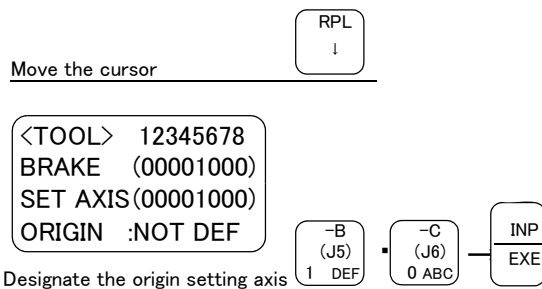 RPL
↓
Move the cursor
<TOOL> 12345678
BRAKE (00001000)
SET AXIS(00001000)
ORIGIN :NOT DEF
Designate the origin setting axis
-B
(J5)
1 DEF
-C
(J6)
0 ABC
INP
EXE